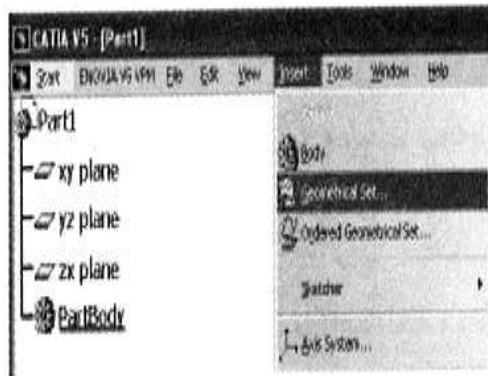 CATIA V5 - [Part1]
Start ENOVIA V5 VPM File Edit View Insert Tools Window Help
Part1
xy plane
yz plane
zx plane
PartBody
Body
Geometrical Set...
Ordered Geometrical Set...
Sketcher
Axis System...